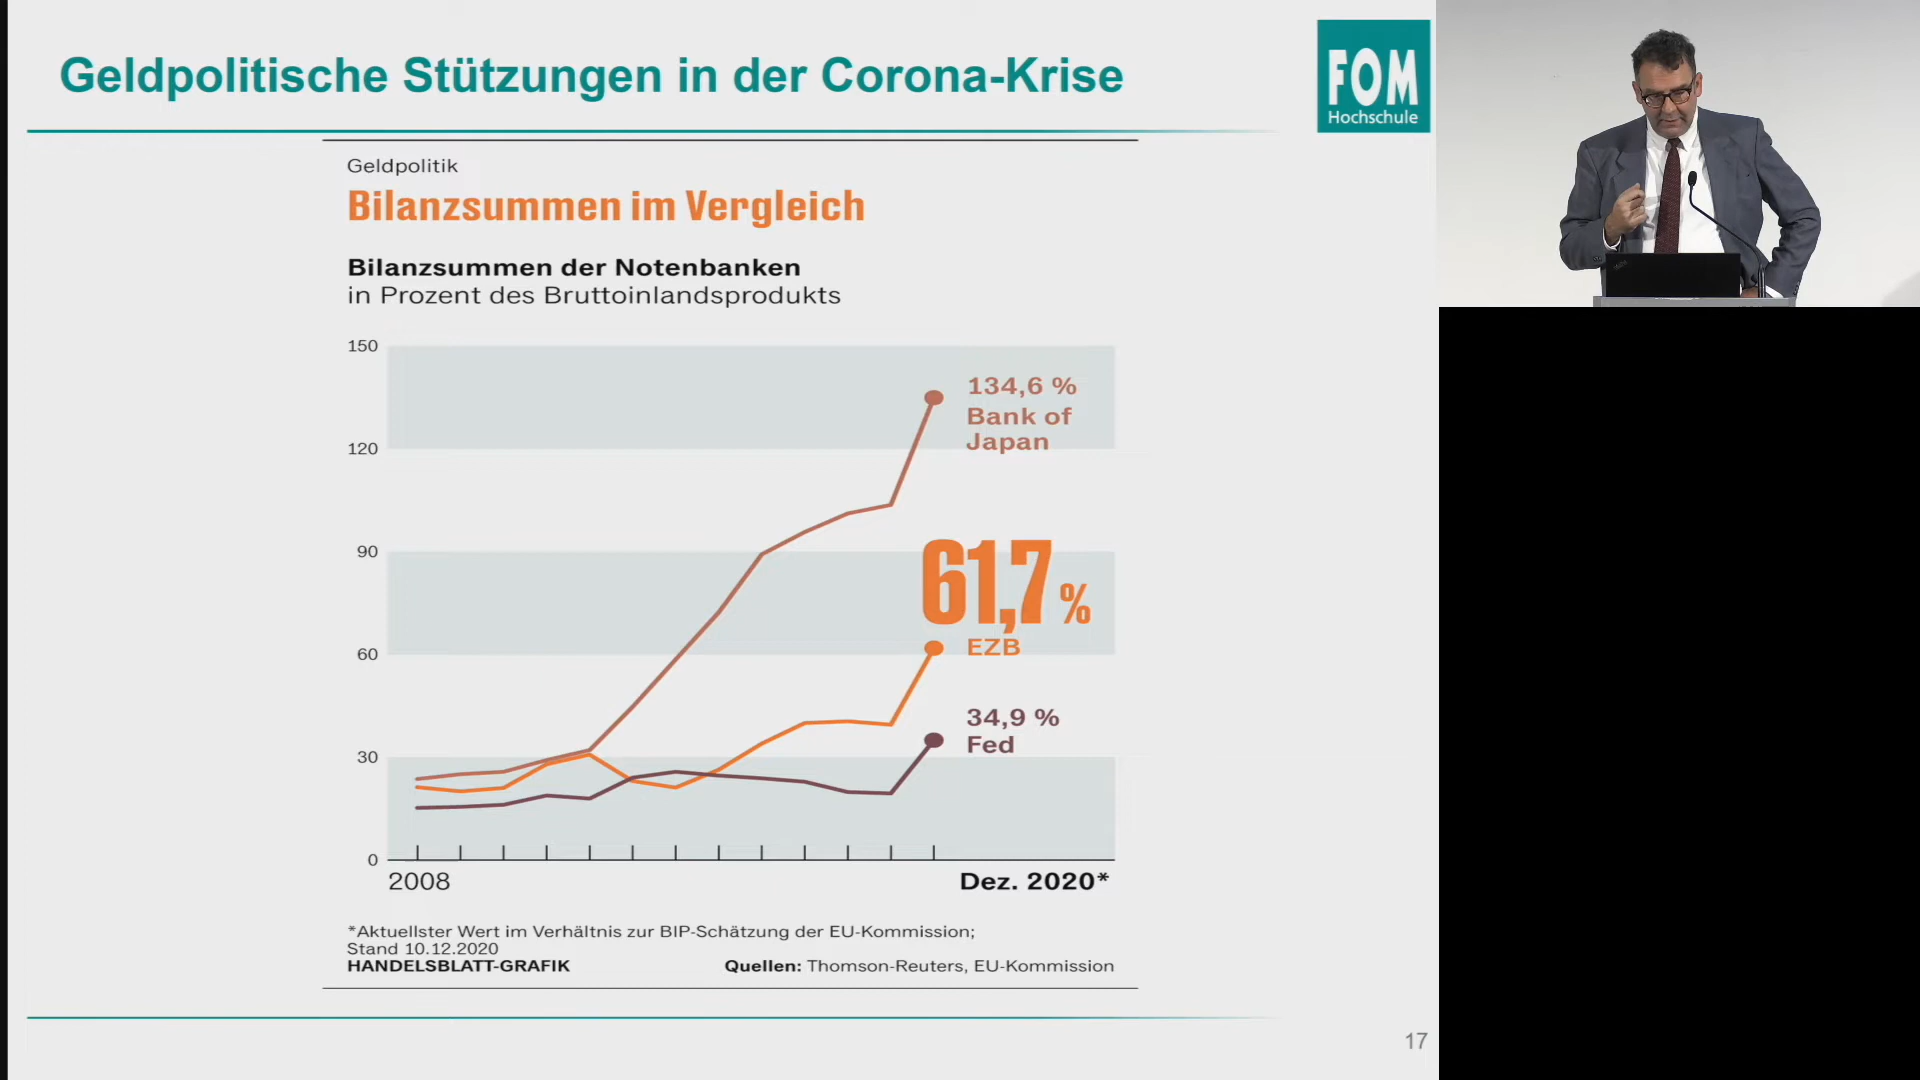 Geldpolitische Stützungen in der Corona-Krise
FOM
Hochschule
Geldpolitik
Bilanzsummen im Vergleich
Bilanzsummen der Notenbanken
in Prozent des Bruttoinlandsprodukts
150
120
90
60
30
0
134,6 %
Bank of
Japan
61,7 %
EZB
34,9 %
Fed
2008
Dez. 2020*
*Aktuellster Wert im Verhältnis zur BIP-Schätzung der EU-Kommission;
Stand 10.12.2020
HANDELSBLATT-GRAFIK
Quellen: Thomson-Reuters, EU-Kommission
17